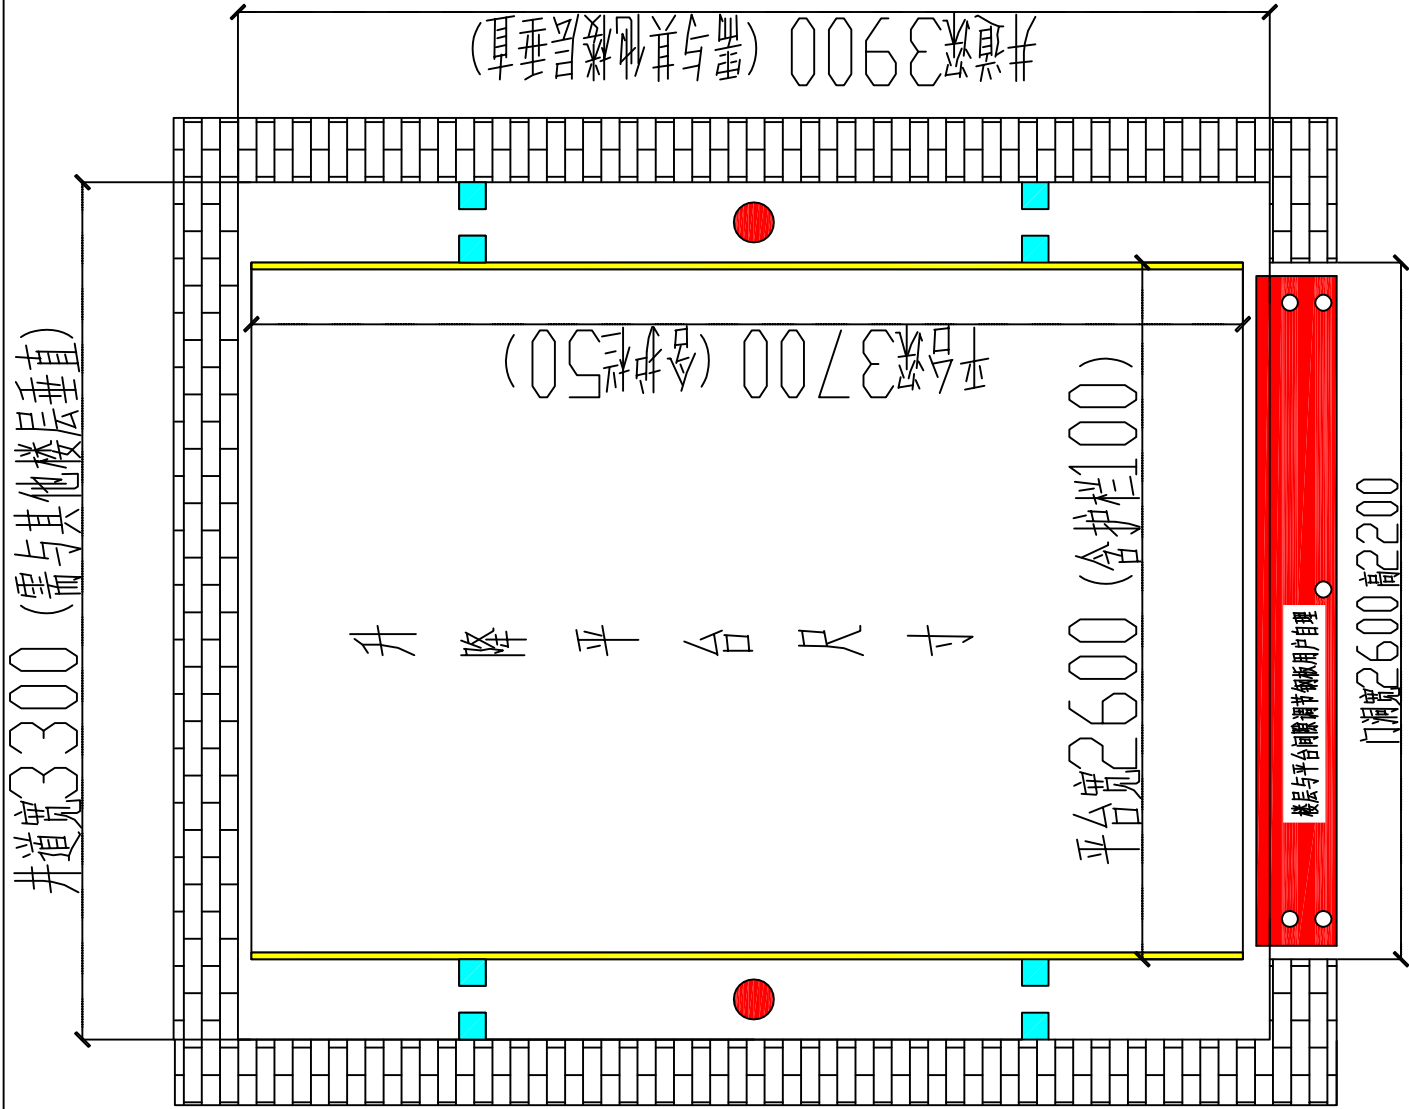 井道深3900（需与其他楼层垂直）
井道宽3300（需与其他楼层垂直）
平台深3700（含护栏50）
平台宽2600（含护栏100）
升降平台尺寸
楼层与平台间隙调节钢板用户自理
门洞宽2600高2200